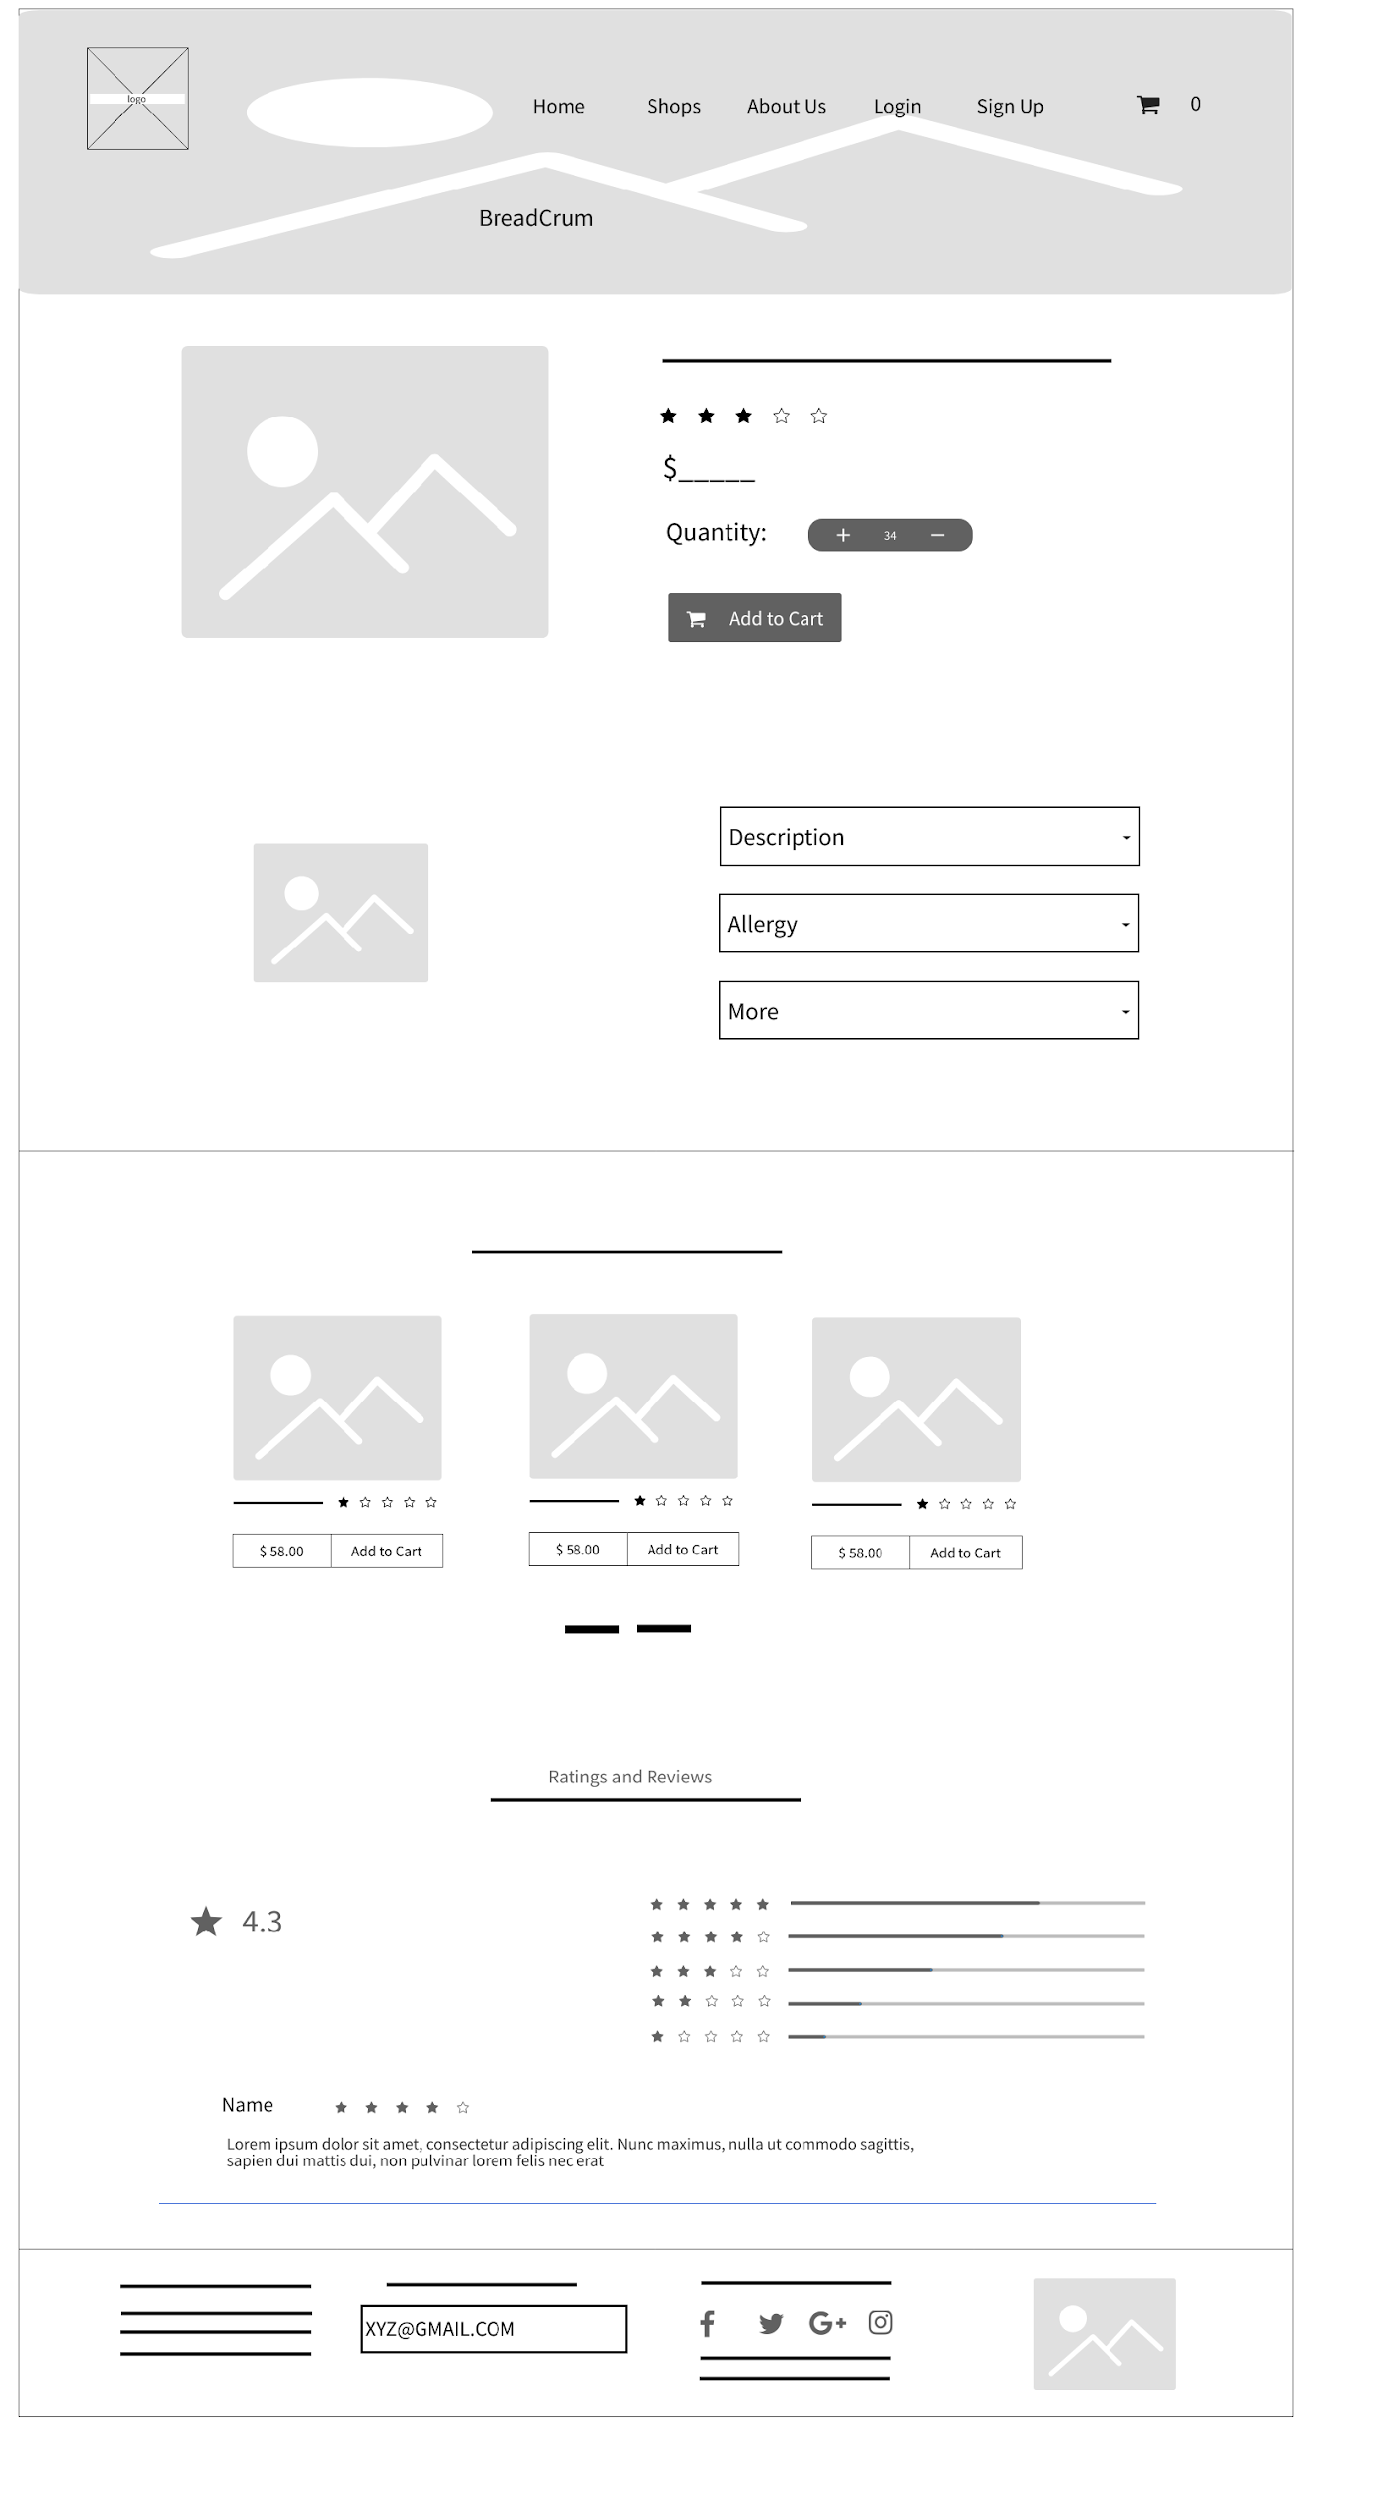 logo
Home Shops About Us Login Sign Up 0
BreadCrum
$_____
Quantity: + 34 −
Add to Cart
Description
Allergy
More
$ 58.00 Add to Cart $ 58.00 Add to Cart $ 58.00 Add to Cart
Ratings and Reviews
4.3
Name
Lorem ipsum dolor sit amet, consectetur adipiscing elit. Nunc maximus, nulla ut commodo sagittis,
sapien dui mattis dui, non pulvinar lorem felis nec erat
XYZ@GMAIL.COM